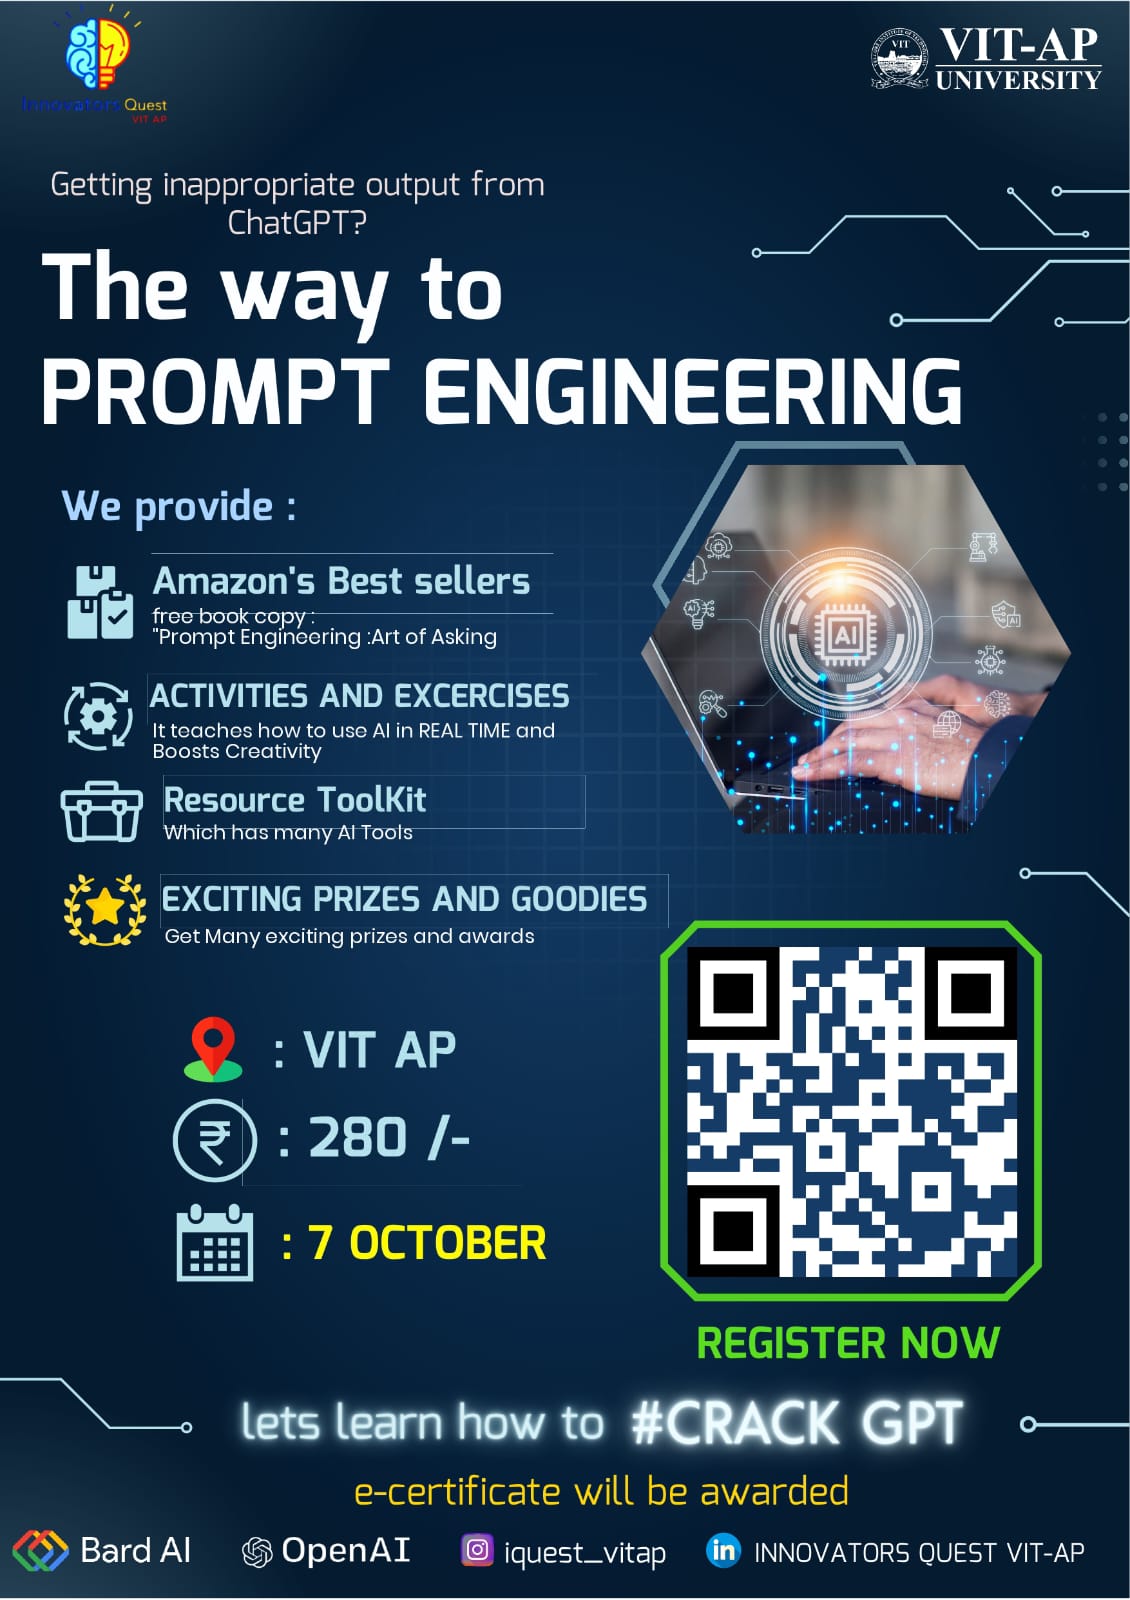 Innovators Quest
VIT AP
VIT
VIT-AP
UNIVERSITY
Getting inappropriate output from
ChatGPT?
The way to
PROMPT ENGINEERING
We provide :
Amazon's Best sellers
free book copy :
"Prompt Engineering :Art of Asking
ACTIVITIES AND EXCERCISES
It teaches how to use AI in REAL TIME and
Boosts Creativity
Resource ToolKit
Which has many AI Tools
EXCITING PRIZES AND GOODIES
Get Many exciting prizes and awards
AI
AI
AI
: VIT AP
₹ : 280 /-
: 7 OCTOBER
REGISTER NOW
lets learn how to #CRACK GPT
e-certificate will be awarded
Bard AI
OpenAI
iquest_vitap
in INNOVATORS QUEST VIT-AP